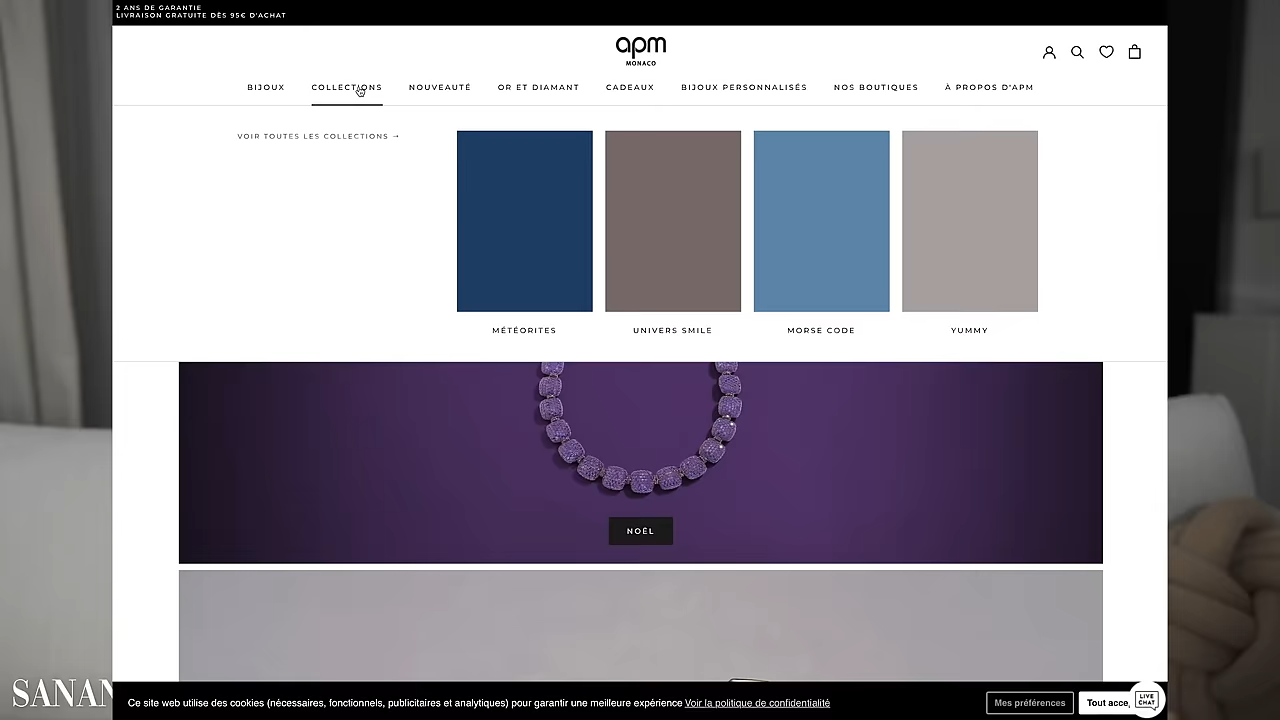 2 ANS DE GARANTIE
LIVRAISON GRATUITE DÈS 95€ D'ACHAT
apm
MONACO
BIJOUX COLLECTIONS NOUVEAUTÉ OR ET DIAMANT CADEAUX BIJOUX PERSONNALISÉS NOS BOUTIQUES À PROPOS D'APM
VOIR TOUTES LES COLLECTIONS →
MÉTÉORITES UNIVERS SMILE MORSE CODE YUMMY
NOËL
SANAN
Ce site web utilise des cookies (nécessaires, fonctionnels, publicitaires et analytiques) pour garantir une meilleure expérience Voir la politique de confidentialité
Mes préférences
Tout acce
LIVE
CHAT